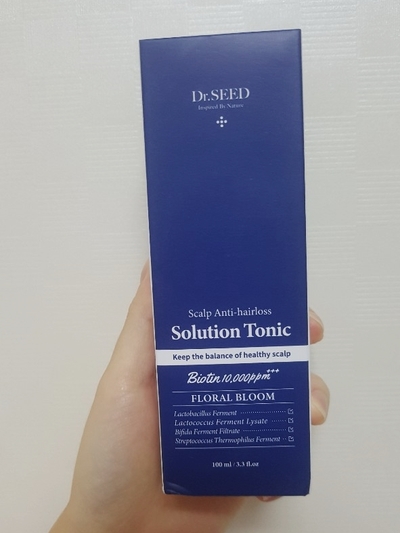 Dr.SEED
Inspired By Nature
Scalp Anti-hairloss
Solution Tonic
Keep the balance of healthy scalp
Biotin 10,000ppm+++
FLORAL BLOOM
Lactobacillus Ferment
Lactococcus Ferment Lysate
Bifida Ferment Filtrate
Streptococcus Thermophilus Ferment
100 ml / 3.3 fl.oz